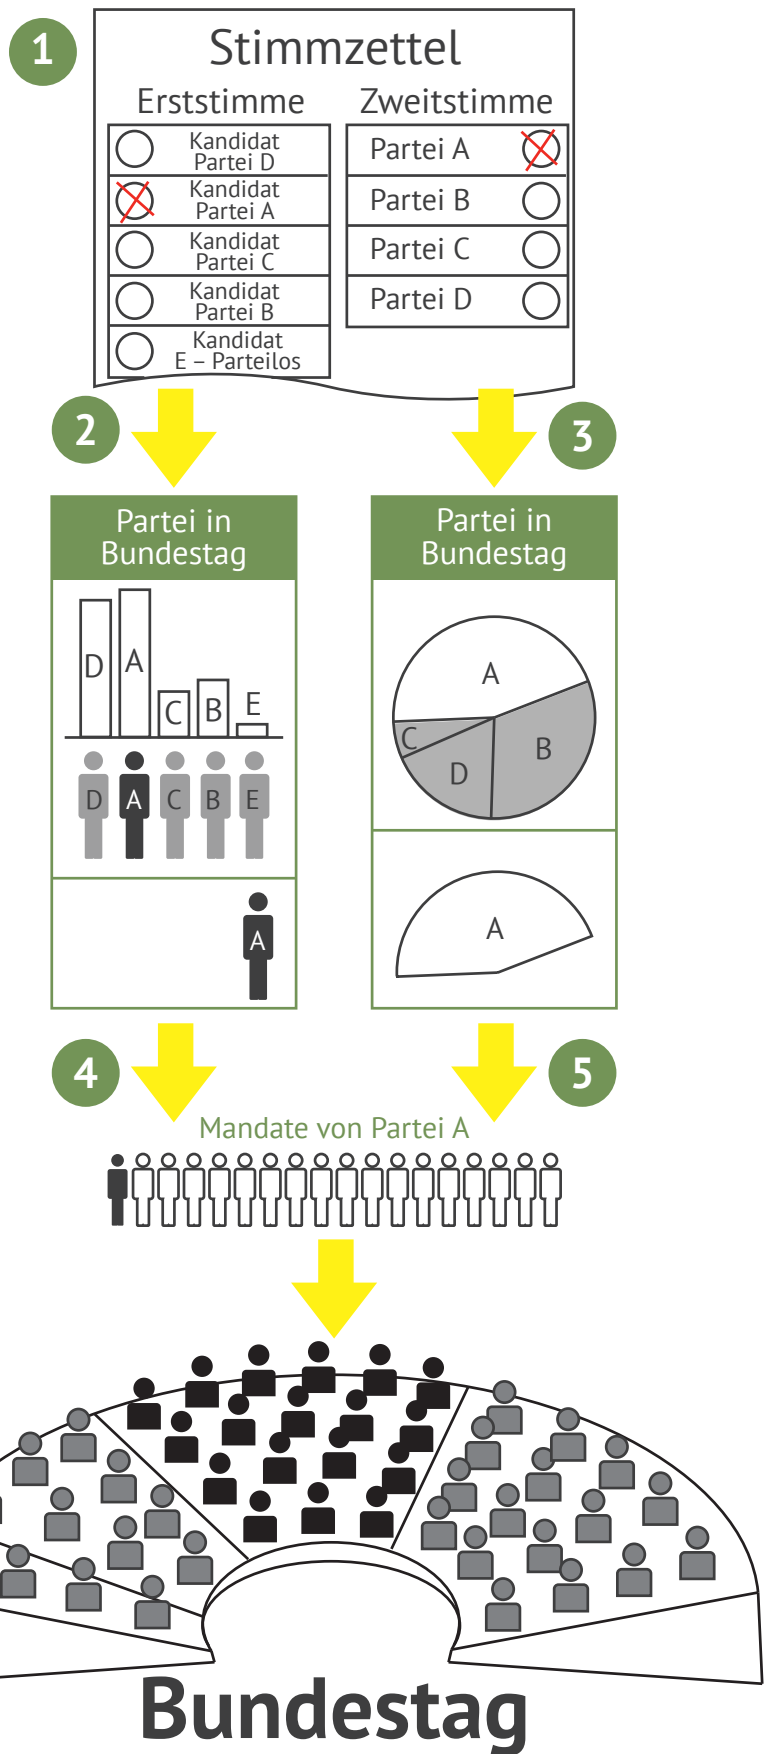 1
Stimmzettel
Erststimme
Zweitstimme
Kandidat
Partei D
Kandidat
Partei A
Kandidat
Partei C
Kandidat
Partei B
Kandidat
E – Parteilos
Partei A
Partei B
Partei C
Partei D
2
3
Partei in
Bundestag
D A C B E
D A C B E
A
Partei in
Bundestag
A
C
D
B
A
4
5
Mandate von Partei A
Bundestag